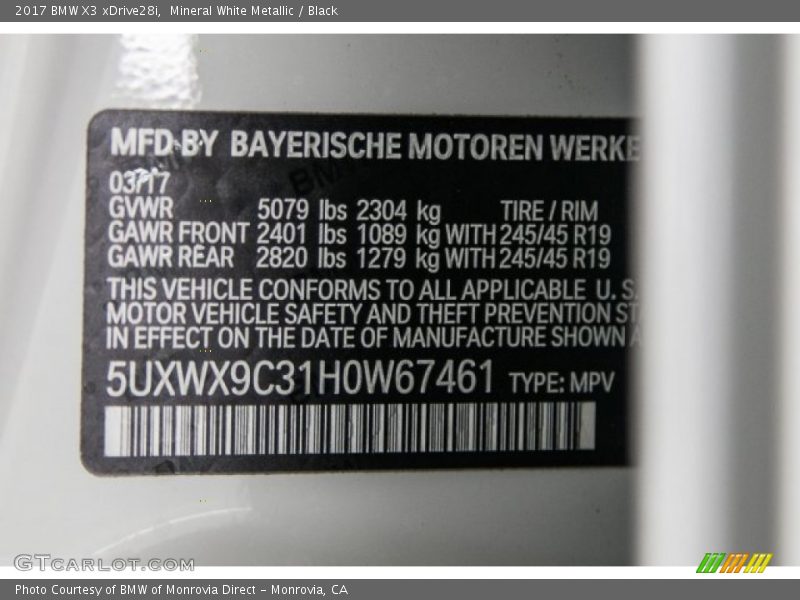 2017 BMW X3 xDrive28i, Mineral White Metallic / Black
MFD BY BAYERISCHE MOTOREN WERKE
03/17
GVWR 5079 lbs 2304 kg TIRE / RIM
GAWR FRONT 2401 lbs 1089 kg WITH 245/45 R19
GAWR REAR 2820 lbs 1279 kg WITH 245/45 R19
THIS VEHICLE CONFORMS TO ALL APPLICABLE U. S.
MOTOR VEHICLE SAFETY AND THEFT PREVENTION ST
IN EFFECT ON THE DATE OF MANUFACTURE SHOWN A
5UXWX9C31H0W67461 TYPE: MPV
GTCARLOT.COM
Photo Courtesy of BMW of Monrovia Direct - Monrovia, CA